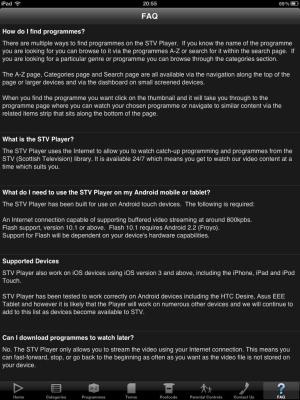 iPad
20:55
69%
FAQ
How do I find programmes?
There are multiple ways to find programmes on the STV Player. If you know the name of the programme
you are looking for you can browse to it via the programmes A-Z or search for it within the search page. If
you are looking for a particular genre or programme you can browse through the categories section.
The A-Z page, Categories page and Search page are all available via the navigation along the top of the
page or larger devices and via the dashboard on small screened devices.
When you find the programme you want click on the thumbnail and it will take you through to the
programme page where you can watch your chosen programme or navigate to similar content via the
related items strip that sits along the bottom of the page.
What is the STV Player?
The STV Player uses the Internet to allow you to watch catch-up programming and programmes from the
STV (Scottish Television) library. It is available 24/7 which means you get to watch our video content at a
time which suits you.
What do I need to use the STV Player on my Android mobile or tablet?
The STV Player has been built for use on Android touch devices. The following is required:
An Internet connection capable of supporting buffered video streaming at around 800kpbs.
Flash support, version 10.1 or above. Flash 10.1 requires Android 2.2 (Froyo).
Support for Flash will be dependent on your device's hardware capabilities.
Supported Devices
STV Player also work on iOS devices using iOS version 3 and above, including the iPhone, iPad and iPod
Touch.
STV Player has been tested to work correctly on Android devices including the HTC Desire, Asus EEE
Tablet and however it is likely that the Player will work on numerous other devices and we will continue to
add to this list as devices become available to STV.
Can I download programmes to watch later?
No. The STV Player only allows you to stream the video using your Internet connection. This means you
can fast-forward, stop, or go back to the beginning as often as you want as the video file is not stored on
your device.
Home
Categories
Programmes
Terms
Postcode
Parental Controls
Contact Us
FAQ